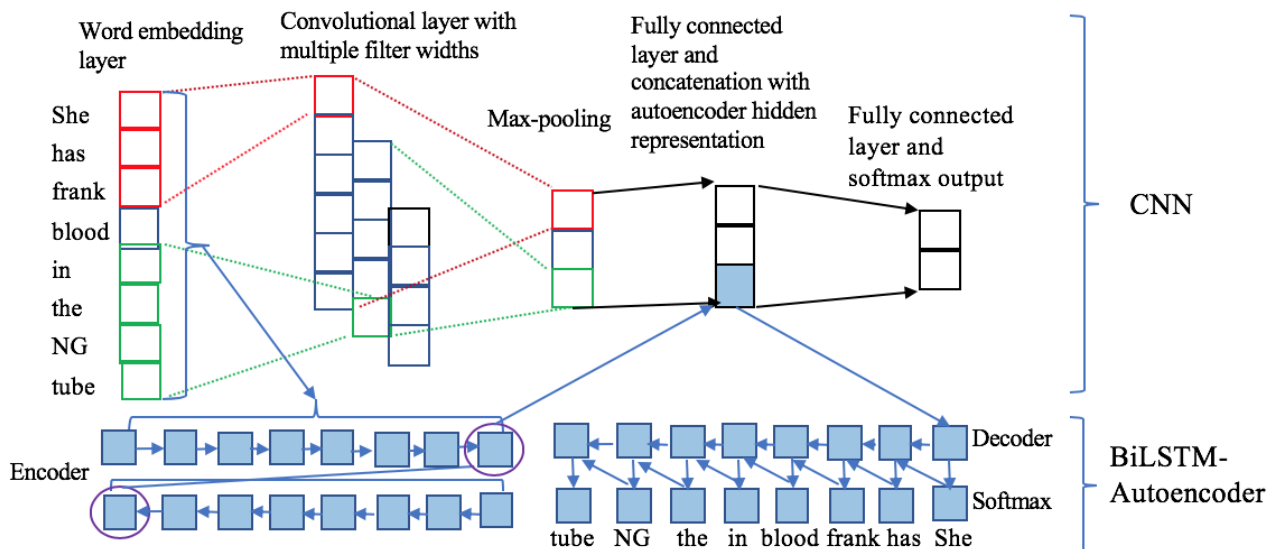 Word embedding
layer
Convolutional layer with
multiple filter widths
Max-pooling
Fully connected
layer and
concatenation with
autoencoder hidden
representation
Fully connected
layer and
softmax output
She
has
frank
blood
in
the
NG
tube
CNN
Encoder
Decoder
Softmax
tube NG the in blood frank has She
BiLSTM-
Autoencoder